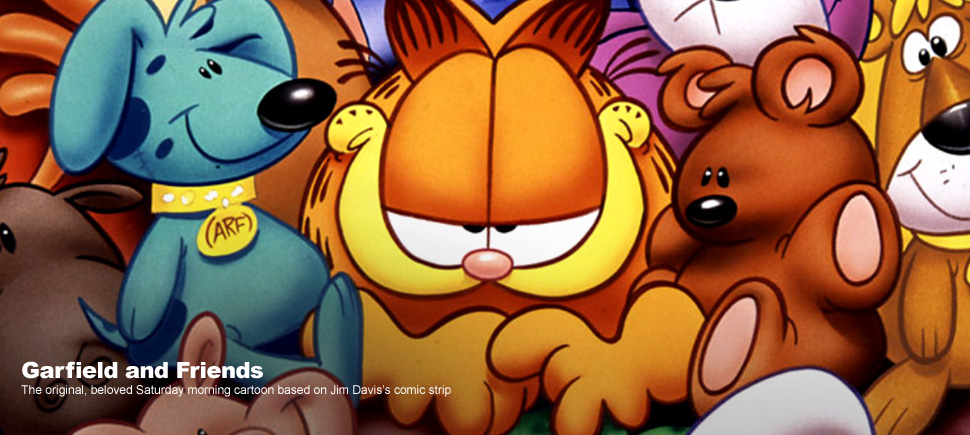 (ARF)
Garfield and Friends
The original, beloved Saturday morning cartoon based on Jim Davis's comic strip